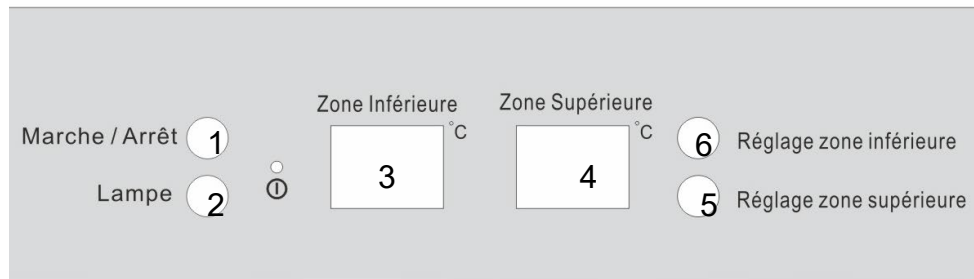 Zone Inférieure Zone Supérieure
°C °C
Marche / Arrêt 1 6 Réglage zone inférieure
3 4
Lampe 2 5 Réglage zone supérieure